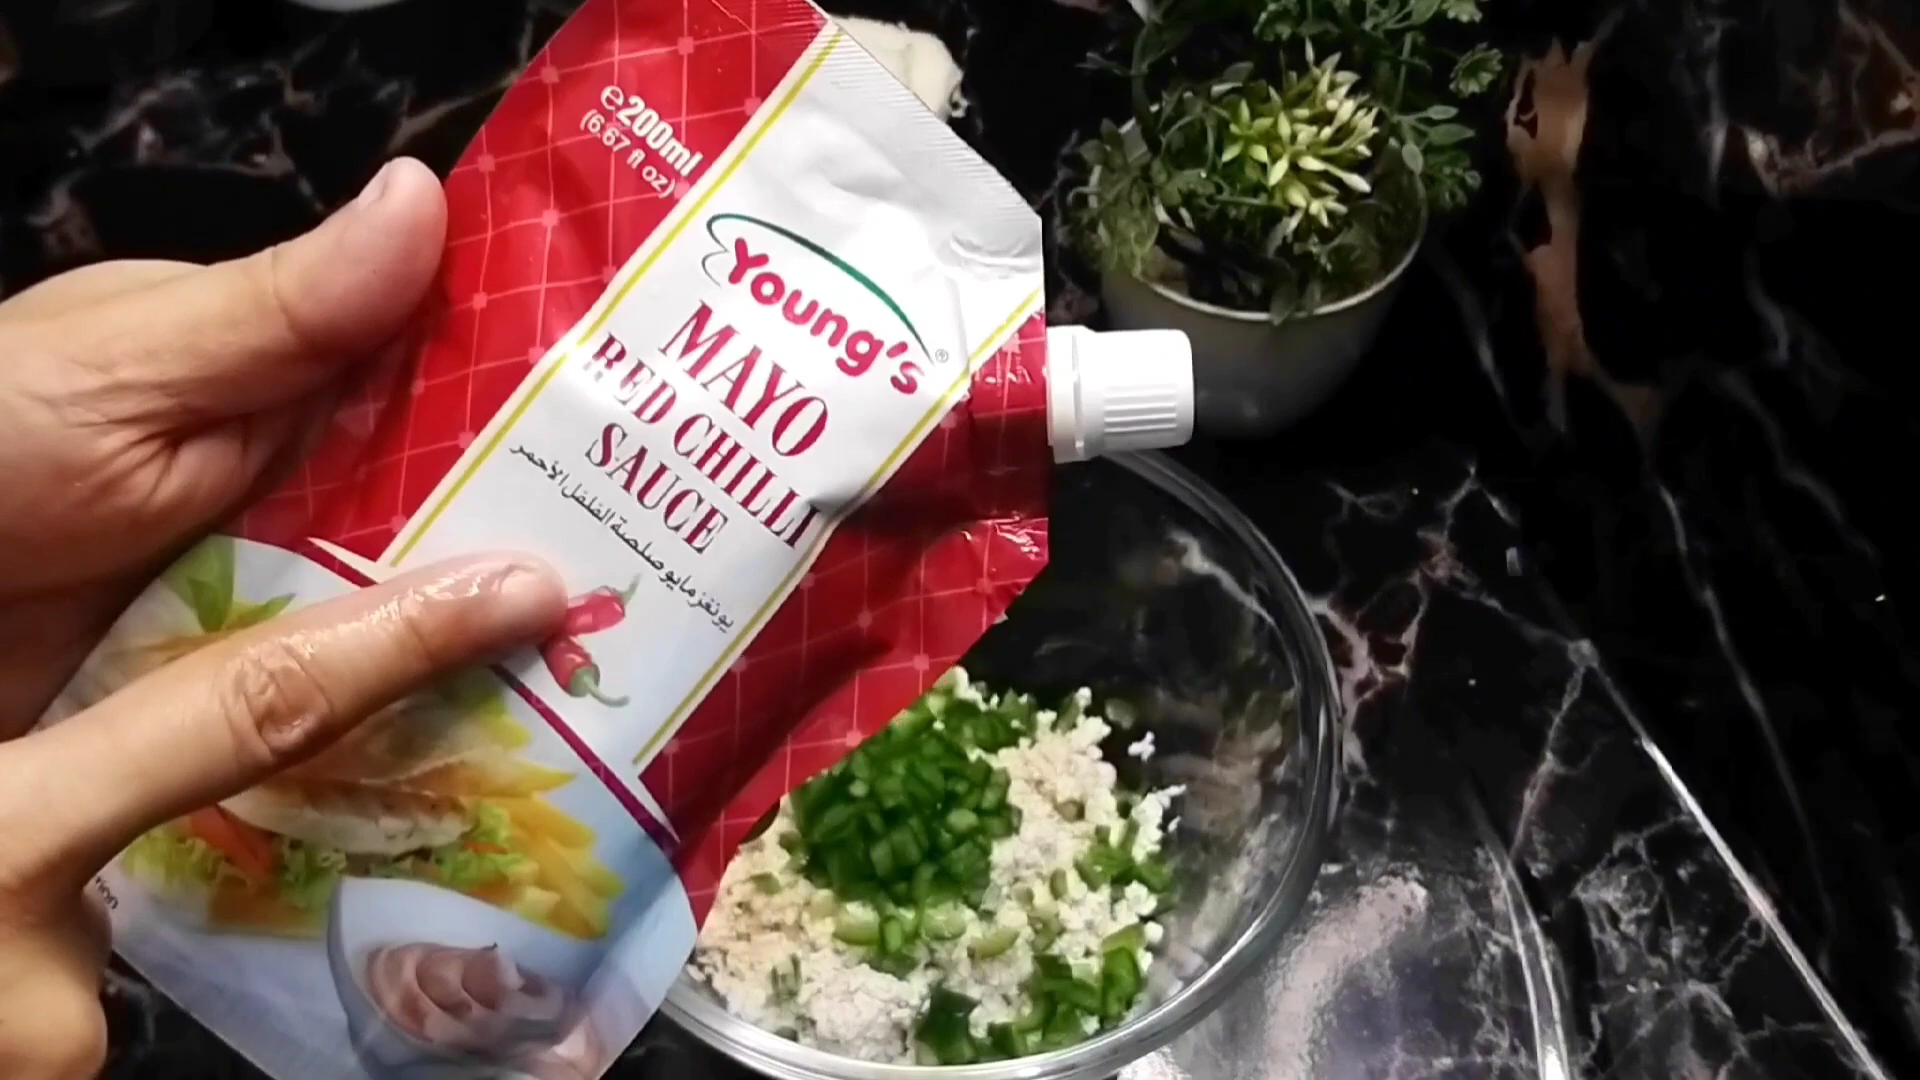 e200ml
(6.67 fl oz)
Young's®
MAYO
RED CHILLI
SAUCE
يونغز مايو صلصة الفلفل الأحمر